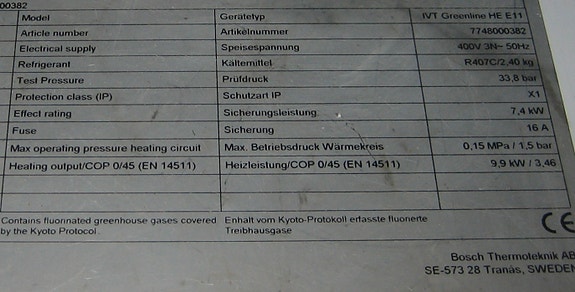 00382
Model Gerätetyp IVT Greenline HE E11
Article number Artikelnummer 7748000382
Electrical supply Speisespannung 400V 3N~ 50Hz
Refrigerant Kältemittel R407C/2,40 kg
Test Pressure Prüfdruck 33,8 bar
Protection class (IP) Schutzart IP X1
Effect rating Sicherungsleistung 7,4 kW
Fuse Sicherung 16 A
Max operating pressure heating circuit Max. Betriebsdruck Wärmekreis 0,15 MPa / 1,5 bar
Heating output/COP 0/45 (EN 14511) Heizleistung/COP 0/45 (EN 14511) 9,9 kW / 3,46
Contains fluorinated greenhouse gases covered Enhält vom Kyoto-Protokoll erfasste fluorierte
by the Kyoto Protocol Treibhausgase CE
Bosch Thermoteknik AB
SE-573 28 Tranås, SWEDEN